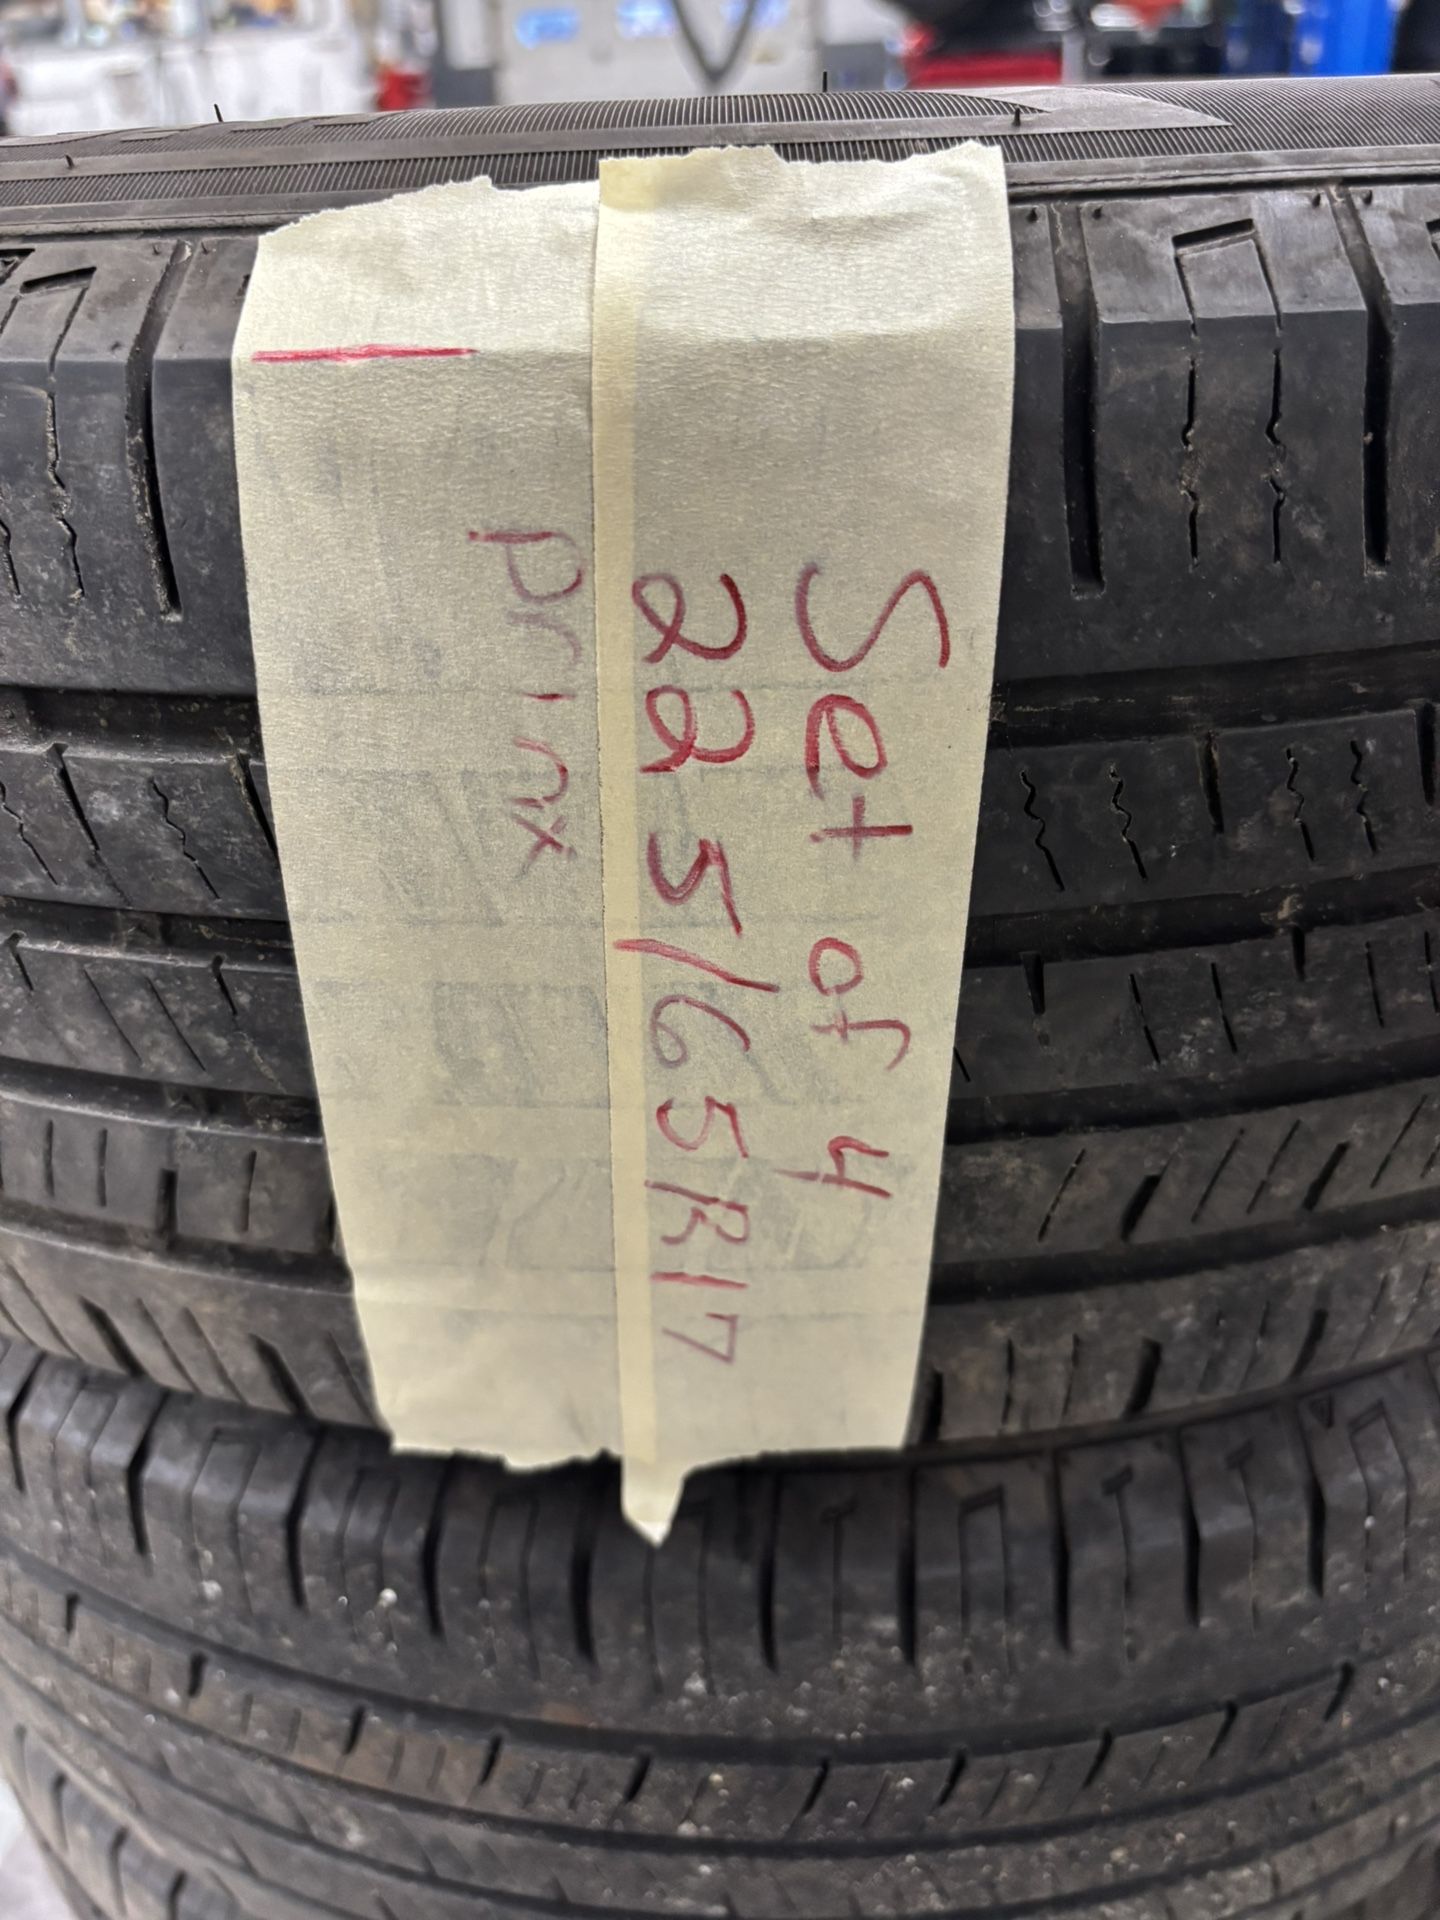 Set of 4
225/65R17
prinx